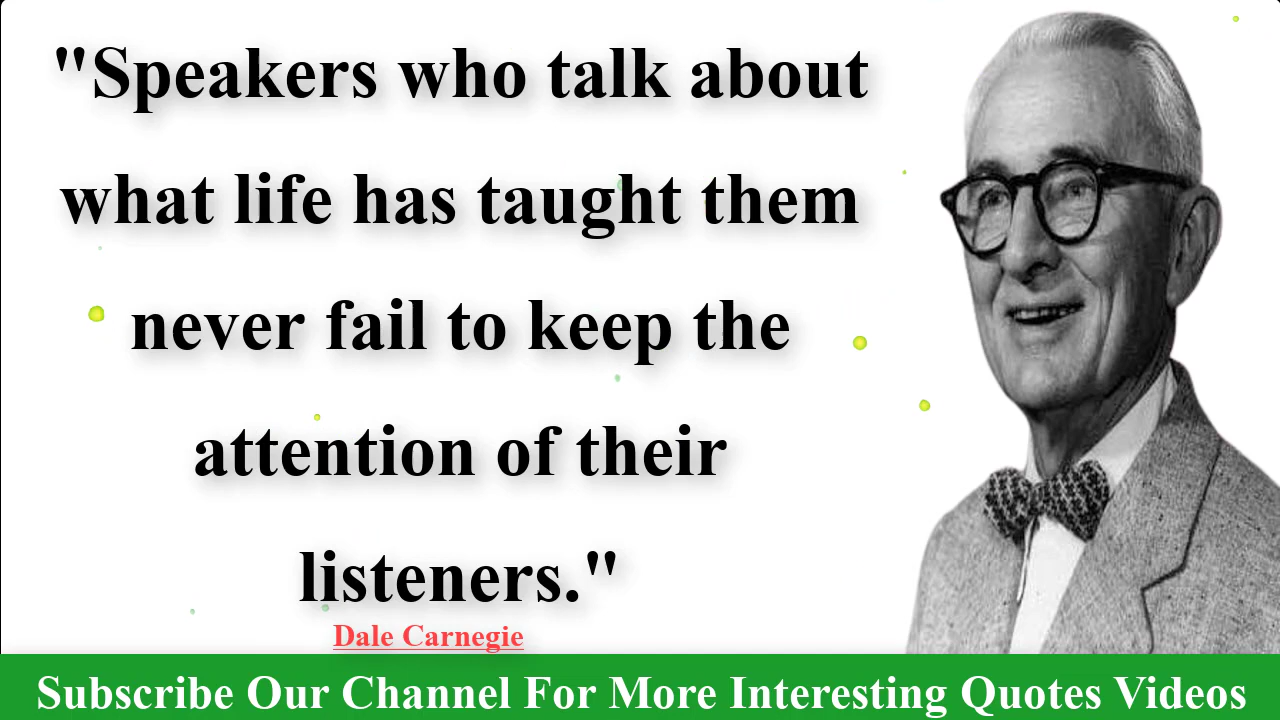 "Speakers who talk about
what life has taught them
never fail to keep the
attention of their
listeners."
Dale Carnegie
Subscribe Our Channel For More Interesting Quotes Videos